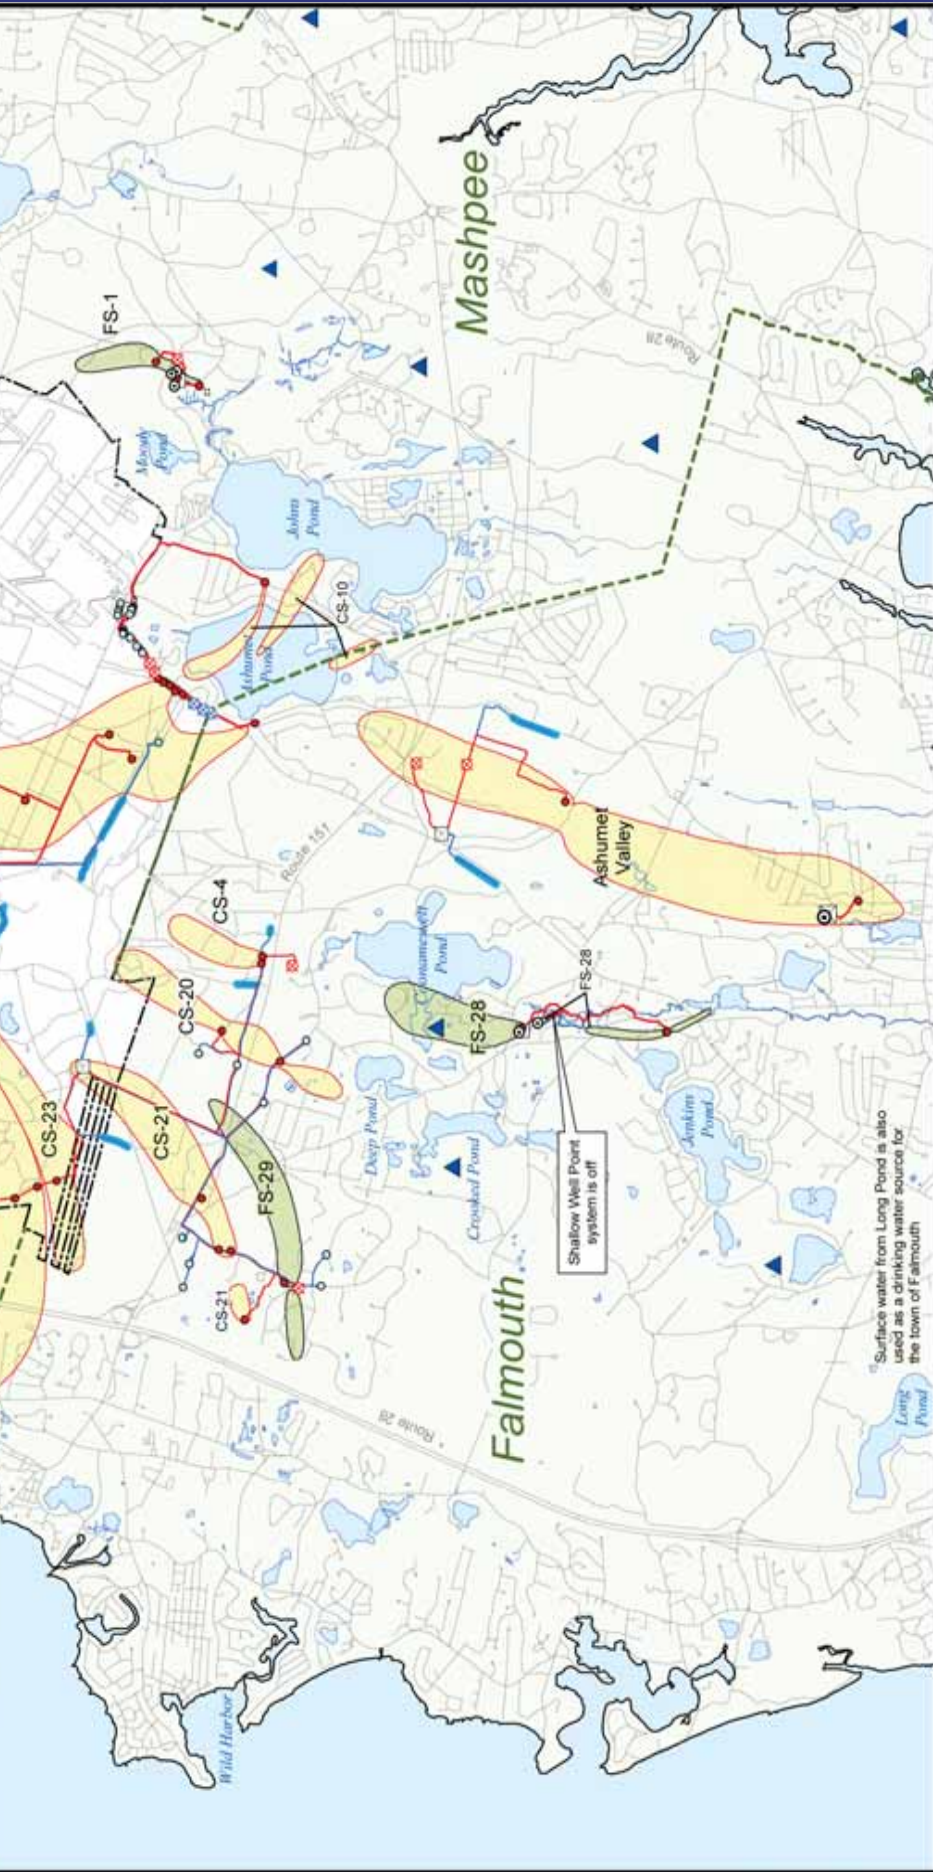 FS-1
Mashpee
Route 28
Moody
Pond
Johns
Pond
CS-10
Ashumet
Pond
Route 151
Ashumet
Valley
CS-4
CS-20
Coonamessett
Pond
FS-28
FS-28
CS-23
CS-21
FS-29
CS-21
Deep Pond
Crooked Pond
Shallow Well Point
system is off
Jenkins
Pond
Falmouth
Route 28
Surface water from Long Pond is also
used as a drinking water source for
the town of Falmouth
Long
Pond
Wild Harbor